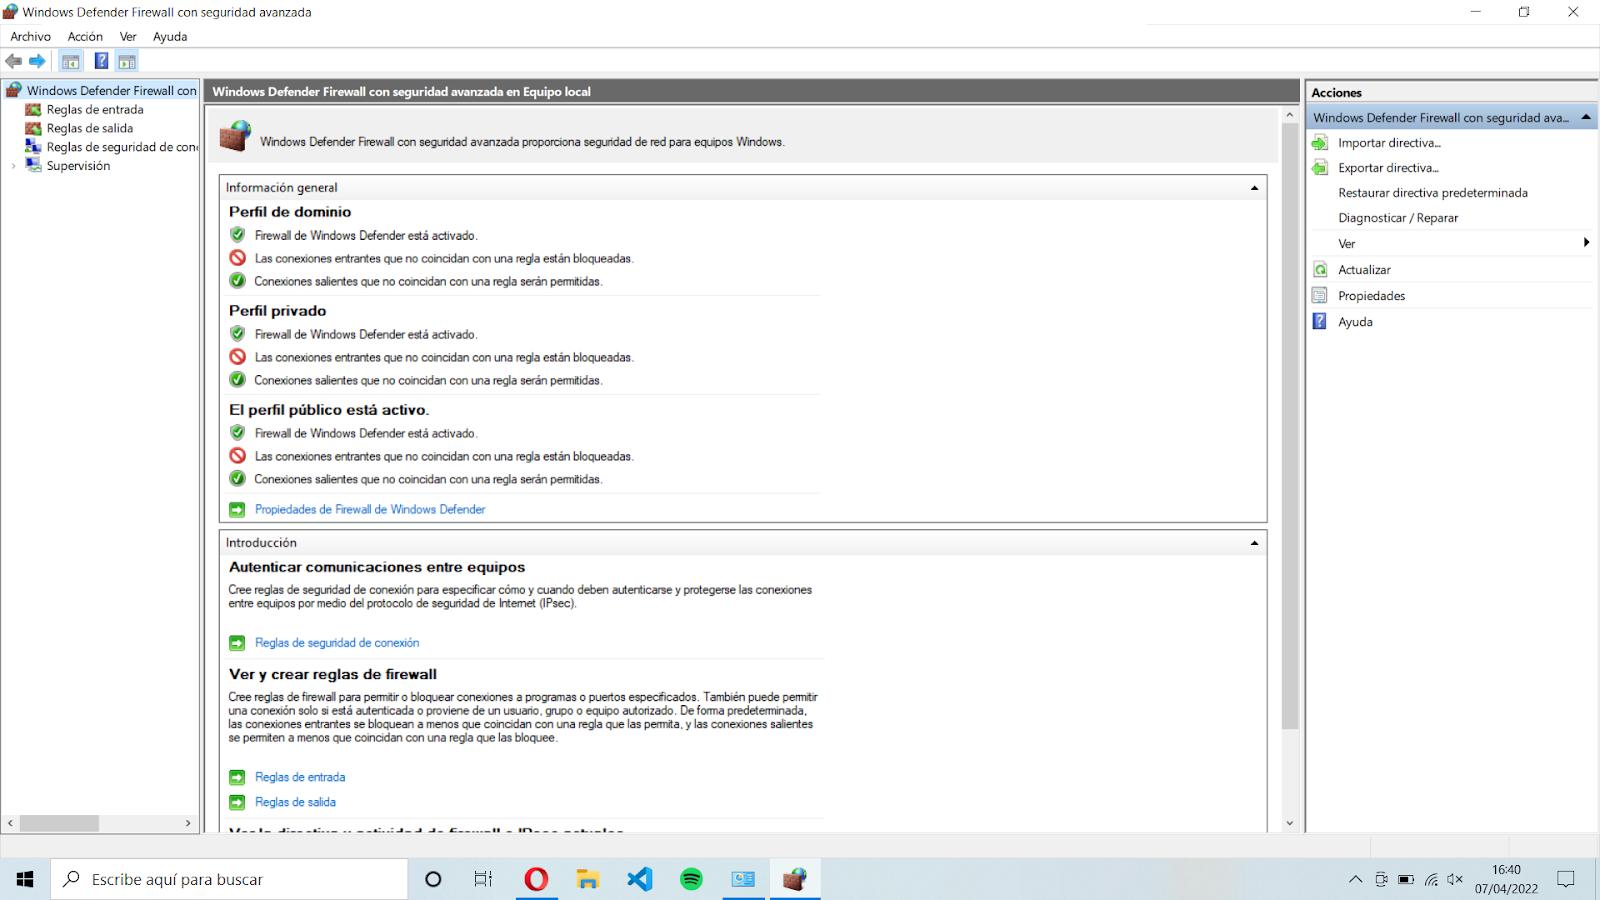 Windows Defender Firewall con seguridad avanzada
Archivo Acción Ver Ayuda
Windows Defender Firewall con
Reglas de entrada
Reglas de salida
Reglas de seguridad de con
Supervisión
Windows Defender Firewall con seguridad avanzada en Equipo local
Windows Defender Firewall con seguridad avanzada proporciona seguridad de red para equipos Windows.
Información general
Perfil de dominio
Firewall de Windows Defender está activado.
Las conexiones entrantes que no coincidan con una regla están bloqueadas.
Conexiones salientes que no coincidan con una regla serán permitidas.
Perfil privado
Firewall de Windows Defender está activado.
Las conexiones entrantes que no coincidan con una regla están bloqueadas.
Conexiones salientes que no coincidan con una regla serán permitidas.
El perfil público está activo.
Firewall de Windows Defender está activado.
Las conexiones entrantes que no coincidan con una regla están bloqueadas.
Conexiones salientes que no coincidan con una regla serán permitidas.
Propiedades de Firewall de Windows Defender
Introducción
Autenticar comunicaciones entre equipos
Cree reglas de seguridad de conexión para especificar cómo y cuando deben autenticarse y protegerse las conexiones
entre equipos por medio del protocolo de seguridad de Internet (IPsec).
Reglas de seguridad de conexión
Ver y crear reglas de firewall
Cree reglas de firewall para permitir o bloquear conexiones a programas o puertos especificados. También puede permitir
una conexión solo si está autenticada o proviene de un usuario, grupo o equipo autorizado. De forma predeterminada,
las conexiones entrantes se bloquean a menos que coincidan con una regla que las permita, y las conexiones salientes
se permiten a menos que coincidan con una regla que las bloquee.
Reglas de entrada
Reglas de salida
Ver la directiva y actividad de firewall e IPsec actuales
Acciones
Windows Defender Firewall con seguridad ava...
Importar directiva...
Exportar directiva...
Restaurar directiva predeterminada
Diagnosticar / Reparar
Ver
Actualizar
Propiedades
Ayuda
Escribe aquí para buscar
16:40
07/04/2022